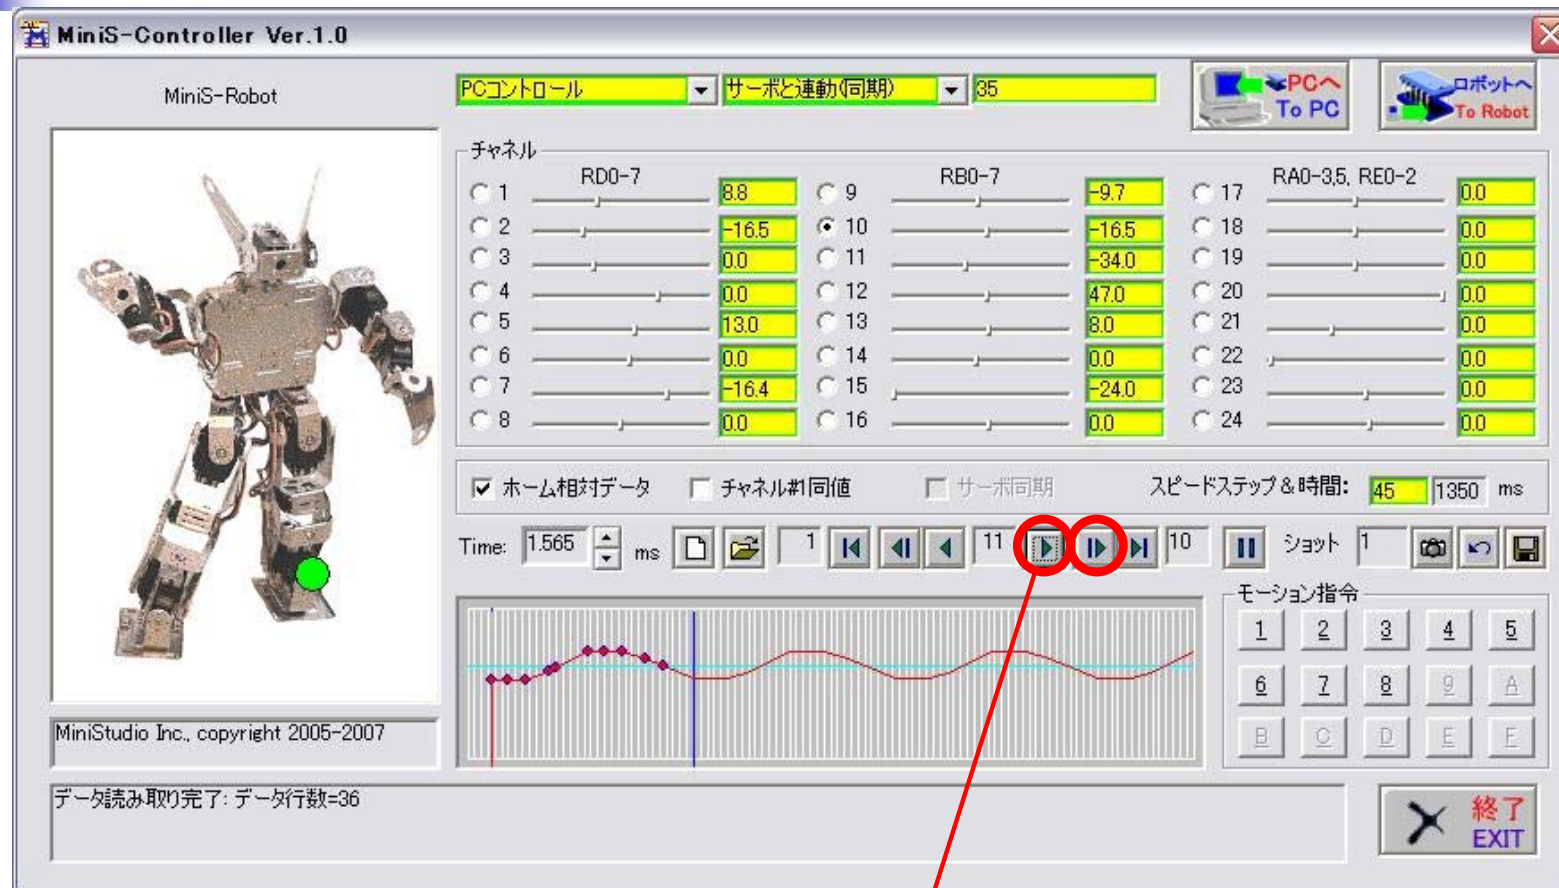 MiniS-Controller Ver.1.0
MiniS-Robot
PCコントロール
サーボと連動(同期)
35
PCへ
To PC
ロボットへ
To Robot
チャネル
RD0-7
RB0-7
RA0-3,5, RE0-2
1 8.8 9 -9.7 17 0.0
2 -16.5 10 -16.5 18 0.0
3 0.0 11 -34.0 19 0.0
4 0.0 12 47.0 20 0.0
5 13.0 13 8.0 21 0.0
6 0.0 14 0.0 22 0.0
7 -16.4 15 -24.0 23 0.0
8 0.0 16 0.0 24 0.0
ホーム相対データ チャネル#1同値 サーボ同期 スピードステップ&時間: 45 1350 ms
Time: 1.565 ms 1 11 10 ショット 1
モーション指令
1 2 3 4 5
6 7 8 9 A
B C D E F
MiniStudio Inc., copyright 2005-2007
データ読み取り完了: データ行数=36
終了
EXIT